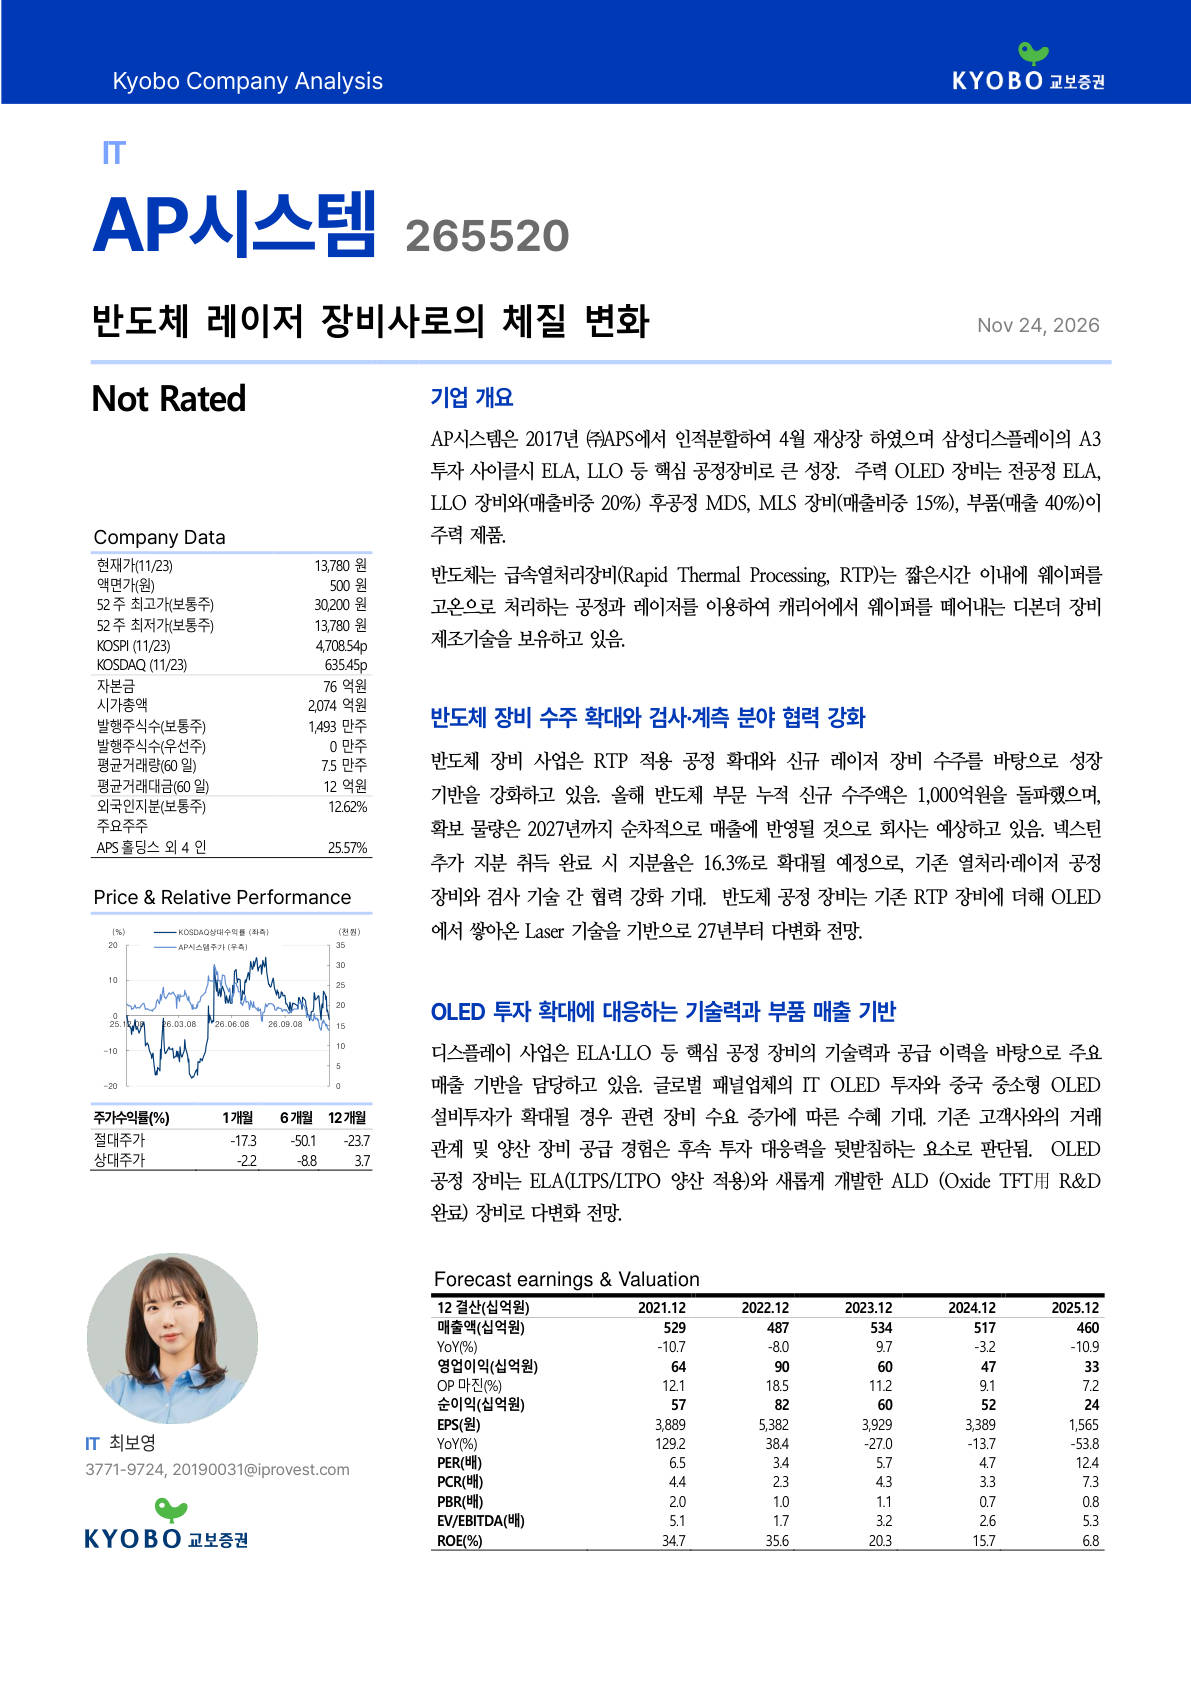 Kyobo Company Analysis
KYOBO 교보증권
IT
AP시스템 265520
반도체 레이저 장비사로의 체질 변화
Nov 24, 2026
Not Rated
Company Data
현재가(11/23) 13,780 원
액면가(원) 500 원
52 주 최고가(보통주) 30,200 원
52 주 최저가(보통주) 13,780 원
KOSPI (11/23) 4,708.54p
KOSDAQ (11/23) 635.45p
자본금 76 억원
시가총액 2,074 억원
발행주식수(보통주) 1,493 만주
발행주식수(우선주) 0 만주
평균거래량(60 일) 7.5 만주
평균거래대금(60 일) 12 억원
외국인지분(보통주) 12.62%
주요주주
APS 홀딩스 외 4 인 25.57%
Price & Relative Performance
(%) KOSDAQ상대수익률 (좌측) (천원)
AP시스템주가 (우측)
20 35
30
10 25
20
0
25.12.08 26.03.08 26.06.08 26.09.08 15
-10 10
5
-20 0
주가수익률(%) 1개월 6개월 12개월
절대주가 -17.3 -50.1 -23.7
상대주가 -2.2 -8.8 3.7
IT 최보영
3771-9724, 20190031@iprovest.com
KYOBO 교보증권
기업 개요
AP시스템은 2017년 ㈜APS에서 인적분할하여 4월 재상장 하였으며 삼성디스플레이의 A3
투자 사이클시 ELA, LLO 등 핵심 공정장비로 큰 성장. 주력 OLED 장비는 전공정 ELA,
LLO 장비와(매출비중 20%) 후공정 MDS, MLS 장비(매출비중 15%), 부품(매출 40%)이
주력 제품.
반도체는 급속열처리장비(Rapid Thermal Processing, RTP)는 짧은시간 이내에 웨이퍼를
고온으로 처리하는 공정과 레이저를 이용하여 캐리어에서 웨이퍼를 떼어내는 디본더 장비
제조기술을 보유하고 있음.
반도체 장비 수주 확대와 검사·계측 분야 협력 강화
반도체 장비 사업은 RTP 적용 공정 확대와 신규 레이저 장비 수주를 바탕으로 성장
기반을 강화하고 있음. 올해 반도체 부문 누적 신규 수주액은 1,000억원을 돌파했으며,
확보 물량은 2027년까지 순차적으로 매출에 반영될 것으로 회사는 예상하고 있음. 넥스틴
추가 지분 취득 완료 시 지분율은 16.3%로 확대될 예정으로, 기존 열처리·레이저 공정
장비와 검사 기술 간 협력 강화 기대. 반도체 공정 장비는 기존 RTP 장비에 더해 OLED
에서 쌓아온 Laser 기술을 기반으로 27년부터 다변화 전망.
OLED 투자 확대에 대응하는 기술력과 부품 매출 기반
디스플레이 사업은 ELA·LLO 등 핵심 공정 장비의 기술력과 공급 이력을 바탕으로 주요
매출 기반을 담당하고 있음. 글로벌 패널업체의 IT OLED 투자와 중국 중소형 OLED
설비투자가 확대될 경우 관련 장비 수요 증가에 따른 수혜 기대. 기존 고객사와의 거래
관계 및 양산 장비 공급 경험은 후속 투자 대응력을 뒷받침하는 요소로 판단됨. OLED
공정 장비는 ELA(LTPS/LTPO 양산 적용)와 새롭게 개발한 ALD (Oxide TFT用 R&D
완료) 장비로 다변화 전망.
Forecast earnings & Valuation
12 결산(십억원) 2021.12 2022.12 2023.12 2024.12 2025.12
매출액(십억원) 529 487 534 517 460
YoY(%) -10.7 -8.0 9.7 -3.2 -10.9
영업이익(십억원) 64 90 60 47 33
OP 마진(%) 12.1 18.5 11.2 9.1 7.2
순이익(십억원) 57 82 60 52 24
EPS(원) 3,889 5,382 3,929 3,389 1,565
YoY(%) 129.2 38.4 -27.0 -13.7 -53.8
PER(배) 6.5 3.4 5.7 4.7 12.4
PCR(배) 4.4 2.3 4.3 3.3 7.3
PBR(배) 2.0 1.0 1.1 0.7 0.8
EV/EBITDA(배) 5.1 1.7 3.2 2.6 5.3
ROE(%) 34.7 35.6 20.3 15.7 6.8